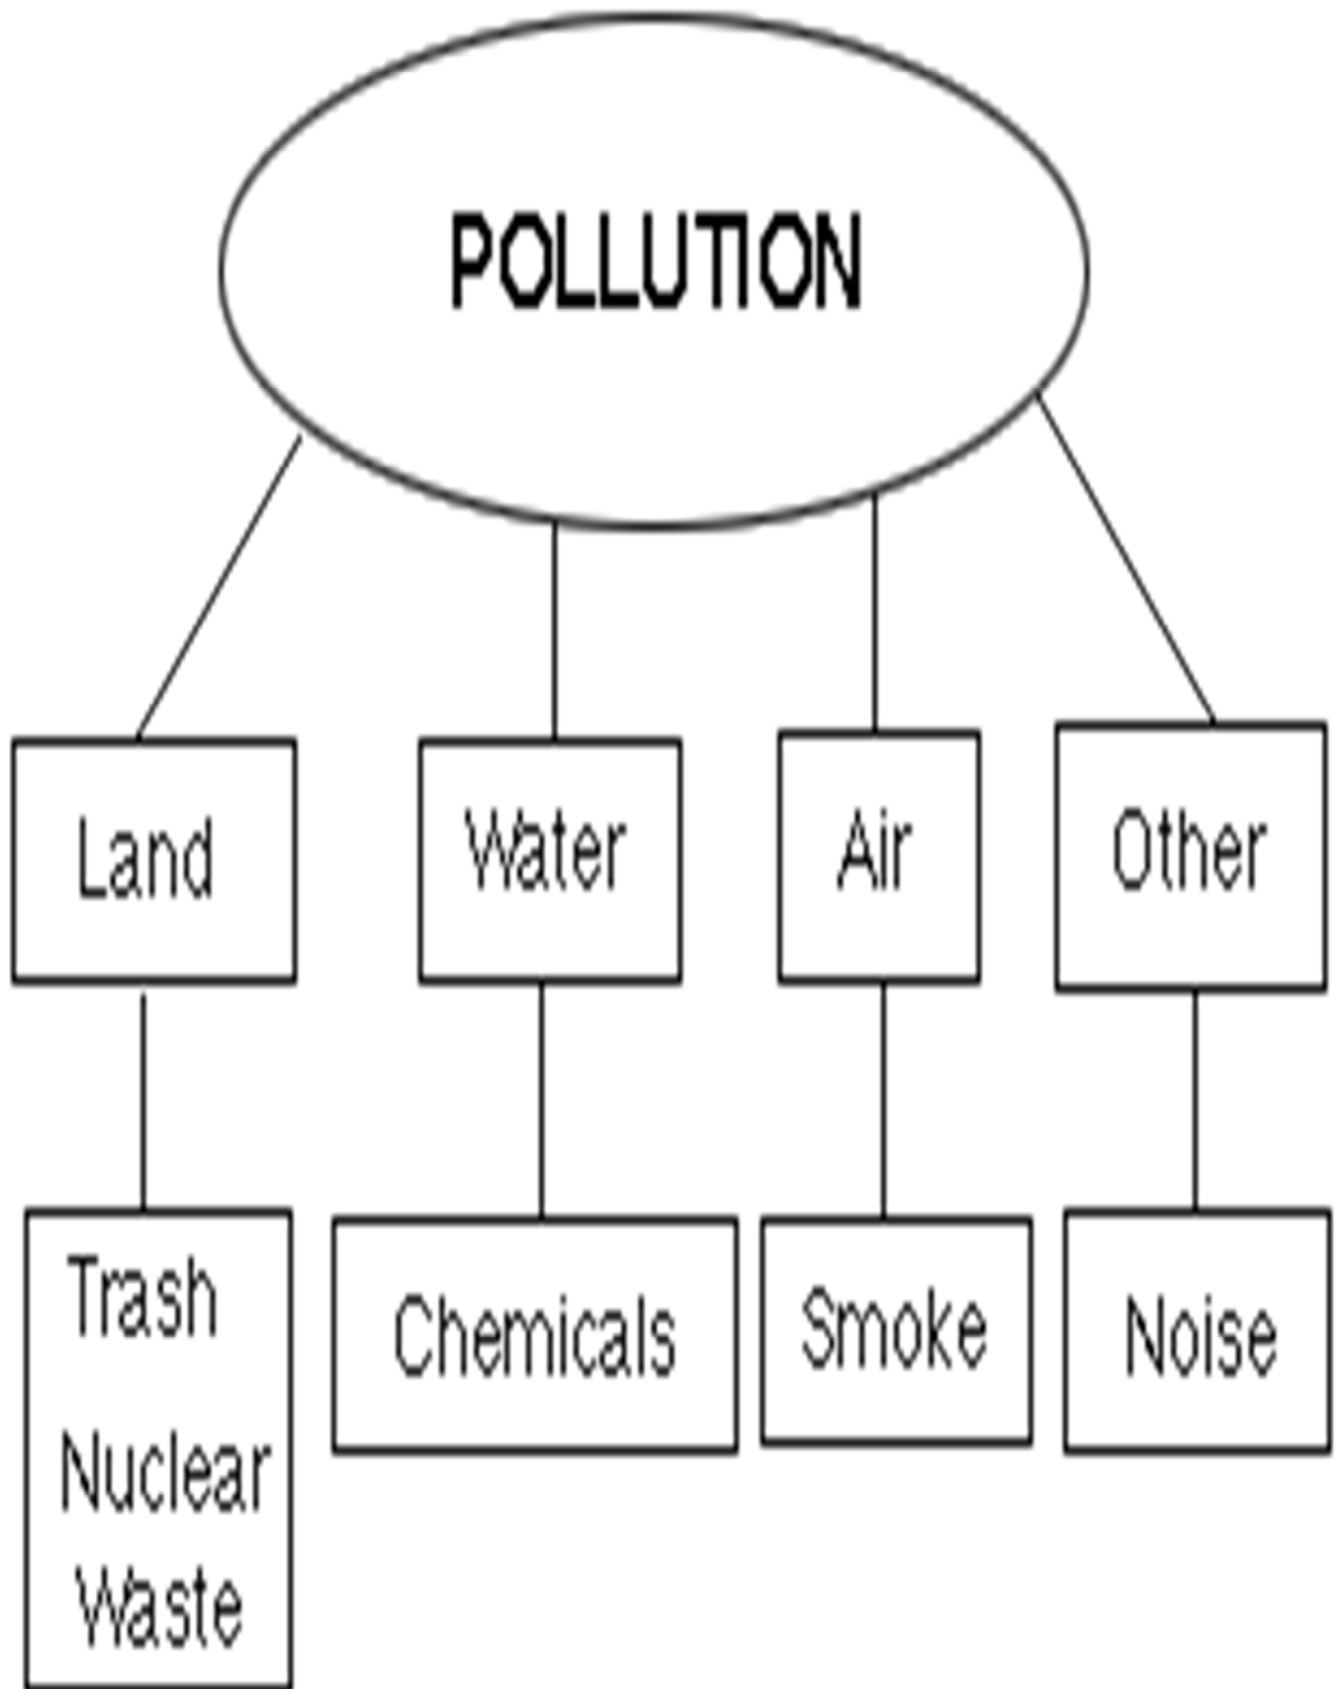 POLLUTION
Land
Water
Air
Other
Trash
Nuclear
Waste
Chemicals
Smoke
Noise